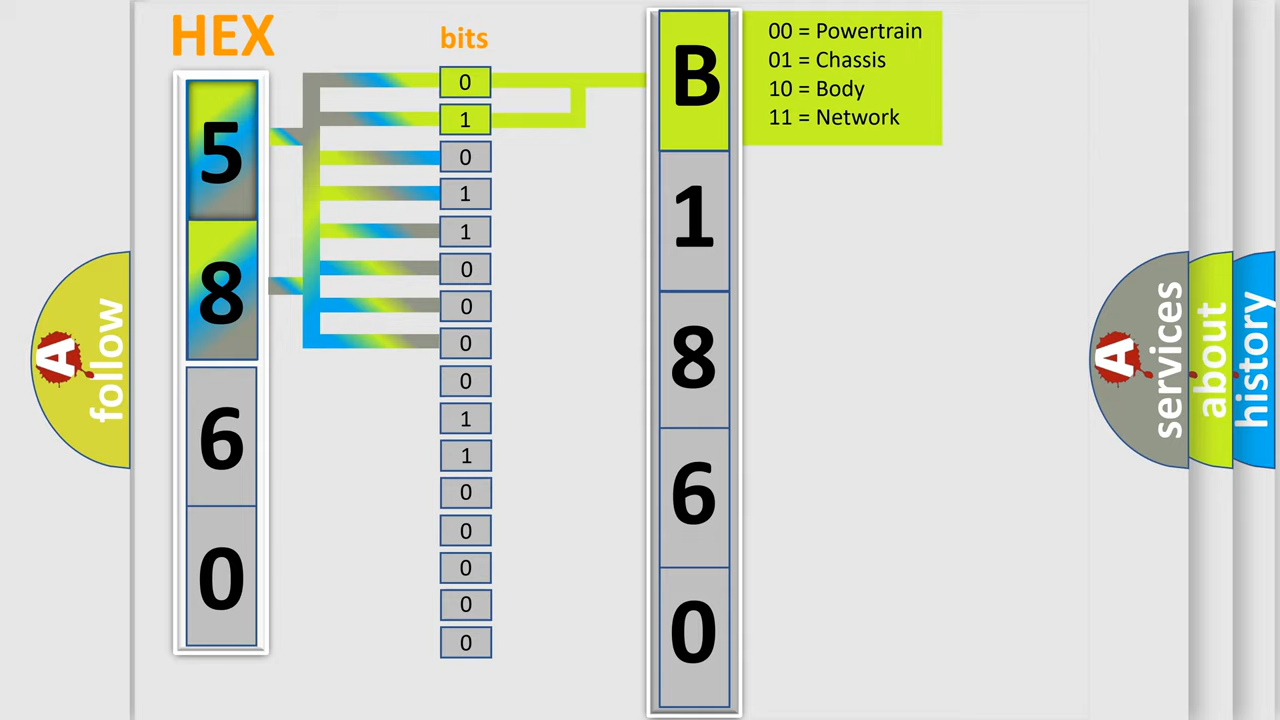 HEX
bits
5
8
6
0
0
1
0
1
1
0
0
0
0
1
1
0
0
0
0
0
B
1
8
6
0
00 = Powertrain
01 = Chassis
10 = Body
11 = Network
A follow
A services
about
history